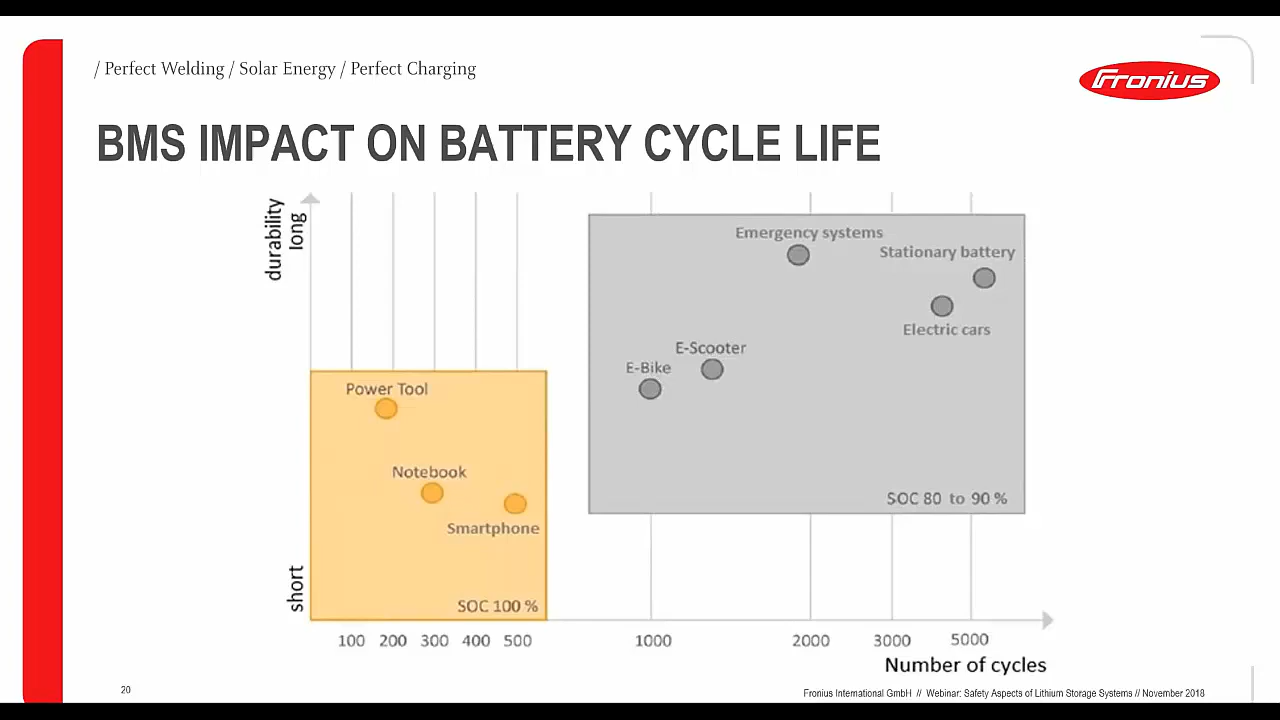 / Perfect Welding / Solar Energy / Perfect Charging
Fronius
BMS IMPACT ON BATTERY CYCLE LIFE
durability
long
short
Emergency systems
Stationary battery
Electric cars
E-Scooter
E-Bike
SOC 80 to 90 %
Power Tool
Notebook
Smartphone
SOC 100 %
100 200 300 400 500 1000 2000 3000 5000
Number of cycles
20
Fronius International GmbH // Webinar: Safety Aspects of Lithium Storage Systems // November 2018